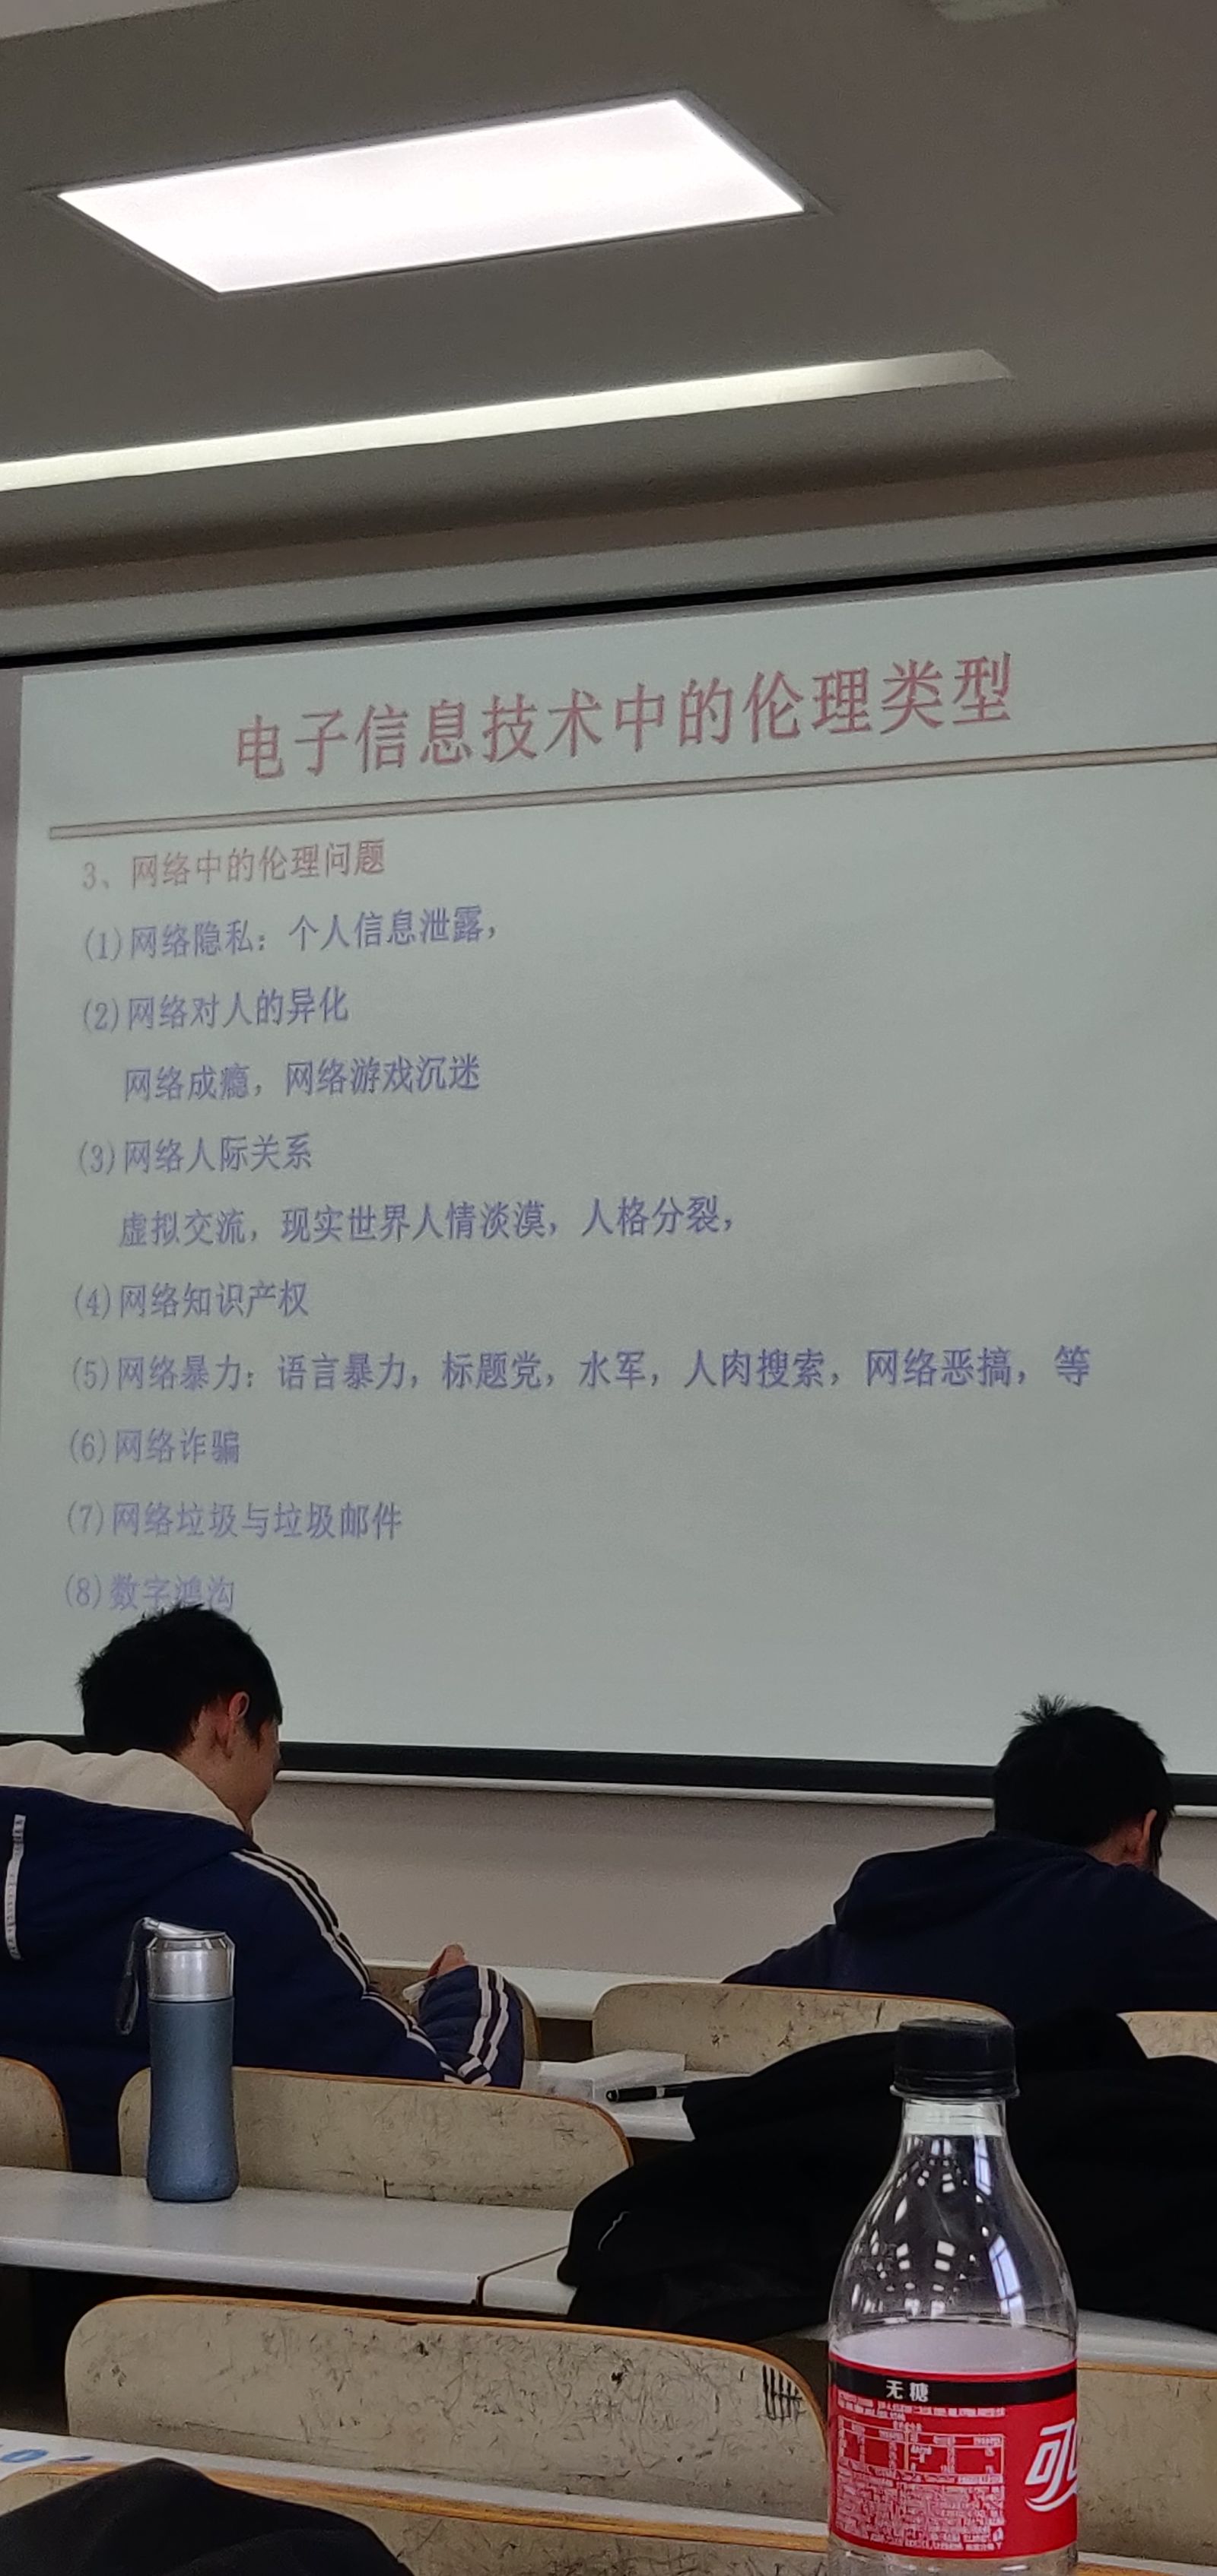 电子信息技术中的伦理类型
3、网络中的伦理问题
(1)网络隐私：个人信息泄露，
(2)网络对人的异化
网络成瘾，网络游戏沉迷
(3)网络人际关系
虚拟交流，现实世界人情淡漠，人格分裂，
(4)网络知识产权
(5)网络暴力：语言暴力，标题党，水军，人肉搜索，网络恶搞，等
(6)网络诈骗
(7)网络垃圾与垃圾邮件
(8)数字鸿沟
无糖
可